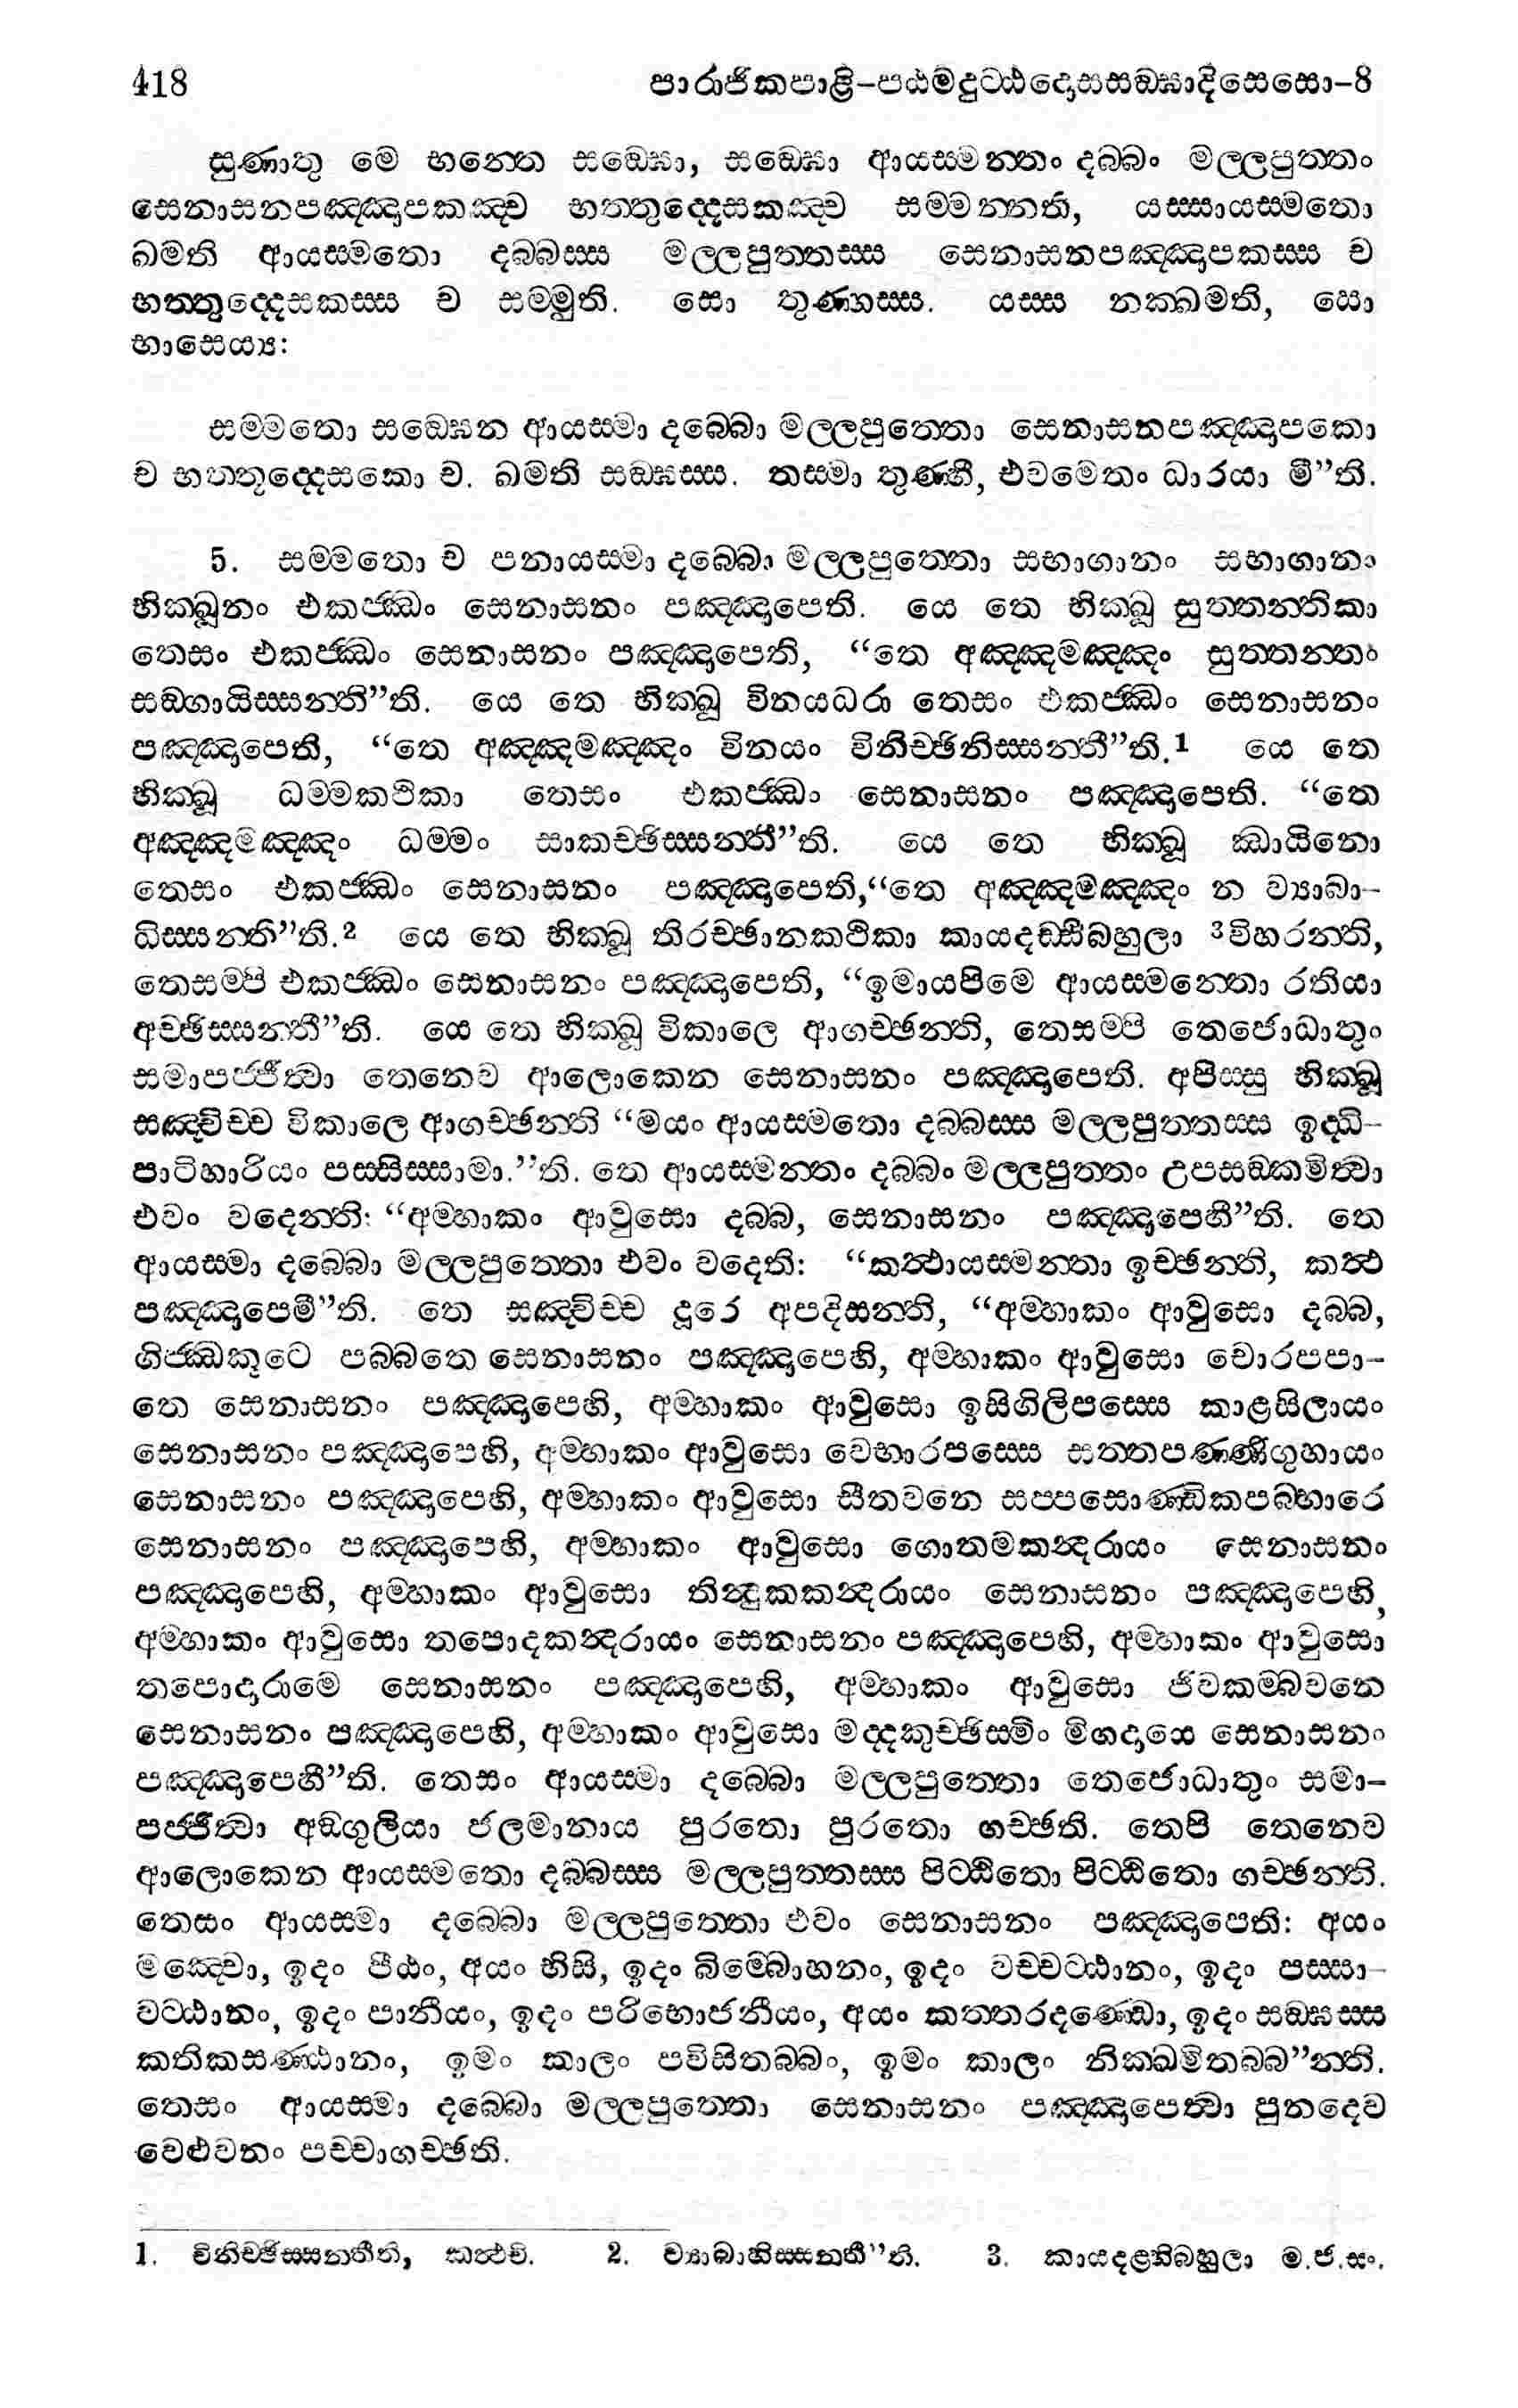 418 පාරාජිකපාළි–පඨමදුට්ඨදොසසඞ්ඝාදිසෙසො–8
සුණාතු මෙ භන්තෙ සඞ්ඝො, සඞ්ඝො ආයස්මන්තං දබ්බං මල්ලපුත්තං
සෙනාසනපඤ්ඤාපකඤ්ච භත්තුද්දෙසකඤ්ච සම්මන්නති, යස්සායස්මතො
ඛමති ආයස්මතො දබ්බස්ස මල්ලපුත්තස්ස සෙනාසනපඤ්ඤාපකස්ස ච
භත්තුද්දෙසකස්ස ච සම්මුති. සො තුණ්හස්ස. යස්ස නක්ඛමති, සො
භාසෙය්‍ය:
සම්මතො සඞ්ඝෙන ආයස්මා දබ්බො මල්ලපුත්තො සෙනාසනපඤ්ඤාපකො
ච භත්තුද්දෙසකො ච. ඛමති සඞ්ඝස්ස. තස්මා තුණ්හී, එවමෙතං ධාරයා මී”ති.
5. සම්මතො ච පනායස්මා දබ්බො මල්ලපුත්තො සභාගානං සභාගානං
භික්ඛූනං එකජ්ඣං සෙනාසනං පඤ්ඤාපෙති. යෙ තෙ භික්ඛූ සුත්තන්තිකා
තෙසං එකජ්ඣං සෙනාසනං පඤ්ඤාපෙති, “තෙ අඤ්ඤමඤ්ඤං සුත්තන්තං
සඞ්ගායිස්සන්තී”ති. යෙ තෙ භික්ඛූ විනයධරා තෙසං එකජ්ඣං සෙනාසනං
පඤ්ඤාපෙති, “තෙ අඤ්ඤමඤ්ඤං විනයං විනිච්ඡිනිස්සන්තී”ති.1 යෙ තෙ
භික්ඛූ ධම්මකථිකා තෙසං එකජ්ඣං සෙනාසනං පඤ්ඤාපෙති. “තෙ
අඤ්ඤමඤ්ඤං ධම්මං සාකච්ඡිස්සන්තී”ති. යෙ තෙ භික්ඛූ ඣායිනො
තෙසං එකජ්ඣං සෙනාසනං පඤ්ඤාපෙති,“තෙ අඤ්ඤමඤ්ඤං න ව්‍යාබා–
ධිස්සන්තී”ති.2 යෙ තෙ භික්ඛූ තිරච්ඡානකථිකා කායදඩ්ඪිබහුලා 3විහරන්ති,
තෙසම්පි එකජ්ඣං සෙනාසනං පඤ්ඤාපෙති, “ඉමායපිමෙ ආයස්මන්තො රතියා
අච්ඡිස්සන්තී”ති. යෙ තෙ භික්ඛූ විකාලෙ ආගච්ඡන්ති, තෙසම්පි තෙජොධාතුං
සමාපජ්ජිත්වා තෙනෙව ආලොකෙන සෙනාසනං පඤ්ඤාපෙති. අපිස්සු භික්ඛූ
සඤ්චිච්ච විකාලෙ ආගච්ඡන්ති “මයං ආයස්මතො දබ්බස්ස මල්ලපුත්තස්ස ඉද්ධි–
පාටිහාරියං පස්සිස්සාමා.”ති. තෙ ආයස්මන්තං දබ්බං මල්ලපුත්තං උපසඞ්කමිත්වා
එවං වදෙන්ති: “අම්හාකං ආවුසො දබ්බ, සෙනාසනං පඤ්ඤාපෙහී”ති. තෙ
ආයස්මා දබ්බො මල්ලපුත්තො එවං වදෙති: “කත්ථායස්මන්තා ඉච්ඡන්ති, කත්ථ
පඤ්ඤාපෙමී”ති. තෙ සඤ්චිච්ච දූරෙ අපදිසන්ති, “අම්හාකං ආවුසො දබ්බ,
ගිජ්ඣකූටෙ පබ්බතෙ සෙනාසනං පඤ්ඤාපෙහි, අම්හාකං ආවුසො චොරපපා–
තෙ සෙනාසනං පඤ්ඤාපෙහි, අම්හාකං ආවුසො ඉසිගිලිපස්සෙ කාළසිලායං
සෙනාසනං පඤ්ඤාපෙහි, අම්හාකං ආවුසො වෙභාරපස්සෙ සත්තපණ්ණිගුහායං
සෙනාසනං පඤ්ඤාපෙහි, අම්හාකං ආවුසො සීතවනෙ සප්පසොණ්ඩිකපබ්භාරෙ
සෙනාසනං පඤ්ඤාපෙහි, අම්හාකං ආවුසො ගොතමකන්දරායං සෙනාසනං
පඤ්ඤාපෙහි, අම්හාකං ආවුසො තින්දුකකන්දරායං සෙනාසනං පඤ්ඤාපෙහි,
අම්හාකං ආවුසො තපොදකන්දරායං සෙනාසනං පඤ්ඤාපෙහි, අම්හාකං ආවුසො
තපොදාරාමෙ සෙනාසනං පඤ්ඤාපෙහි, අම්හාකං ආවුසො ජීවකම්බවනෙ
සෙනාසනං පඤ්ඤාපෙහි, අම්හාකං ආවුසො මද්දකුච්ඡිස්මිං මිගදායෙ සෙනාසනං
පඤ්ඤාපෙහී”ති. තෙසං ආයස්මා දබ්බො මල්ලපුත්තො තෙජොධාතුං සමා–
පජ්ජිත්වා අඞ්ගුලියා ජලමානාය පුරතො පුරතො ගච්ඡති. තෙපි තෙනෙව
ආලොකෙන ආයස්මතො දබ්බස්ස මල්ලපුත්තස්ස පිට්ඨිතො පිට්ඨිතො ගච්ඡන්ති.
තෙසං ආයස්මා දබ්බො මල්ලපුත්තො එවං සෙනාසනං පඤ්ඤාපෙති: අයං
මඤ්චො, ඉදං පීඨං, අයං භිසි, ඉදං බිම්බොහනං, ඉදං වච්චට්ඨානං, ඉදං පස්සා–
වට්ඨානං, ඉදං පානීයං, ඉදං පරිභොජනීයං, අයං කත්තරදණ්ඩො, ඉදං සඞ්ඝස්ස
කතිකසණ්ඨානං, ඉමං කාලං පවිසිතබ්බං, ඉමං කාලං නික්ඛමිතබ්බ”න්ති.
තෙසං ආයස්මා දබ්බො මල්ලපුත්තො සෙනාසනං පඤ්ඤාපෙත්වා පුනදෙව
වෙළුවනං පච්චාගච්ඡති.
1. විනිච්ඡිස්සන්තීති, කත්ථචි. 2. ව්‍යාබාහිස්සන්තී”ති. 3. කායදළ්හිබහුලා ම.ජ.සං.